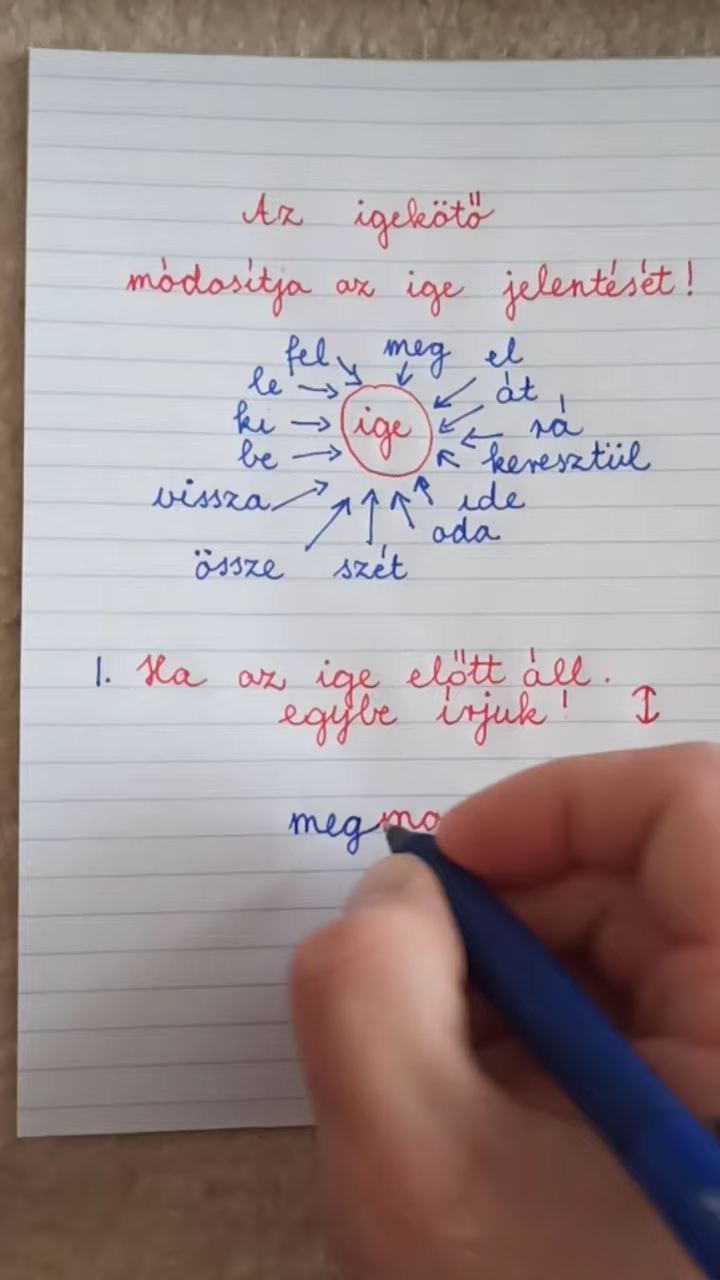 Az igekötő
módosítja az ige jelentését!
fel meg el
le át
ki ige rá
be keresztül
vissza ide
oda
össze szét
1. Ha az ige előtt áll.
egybe írjuk!
meg